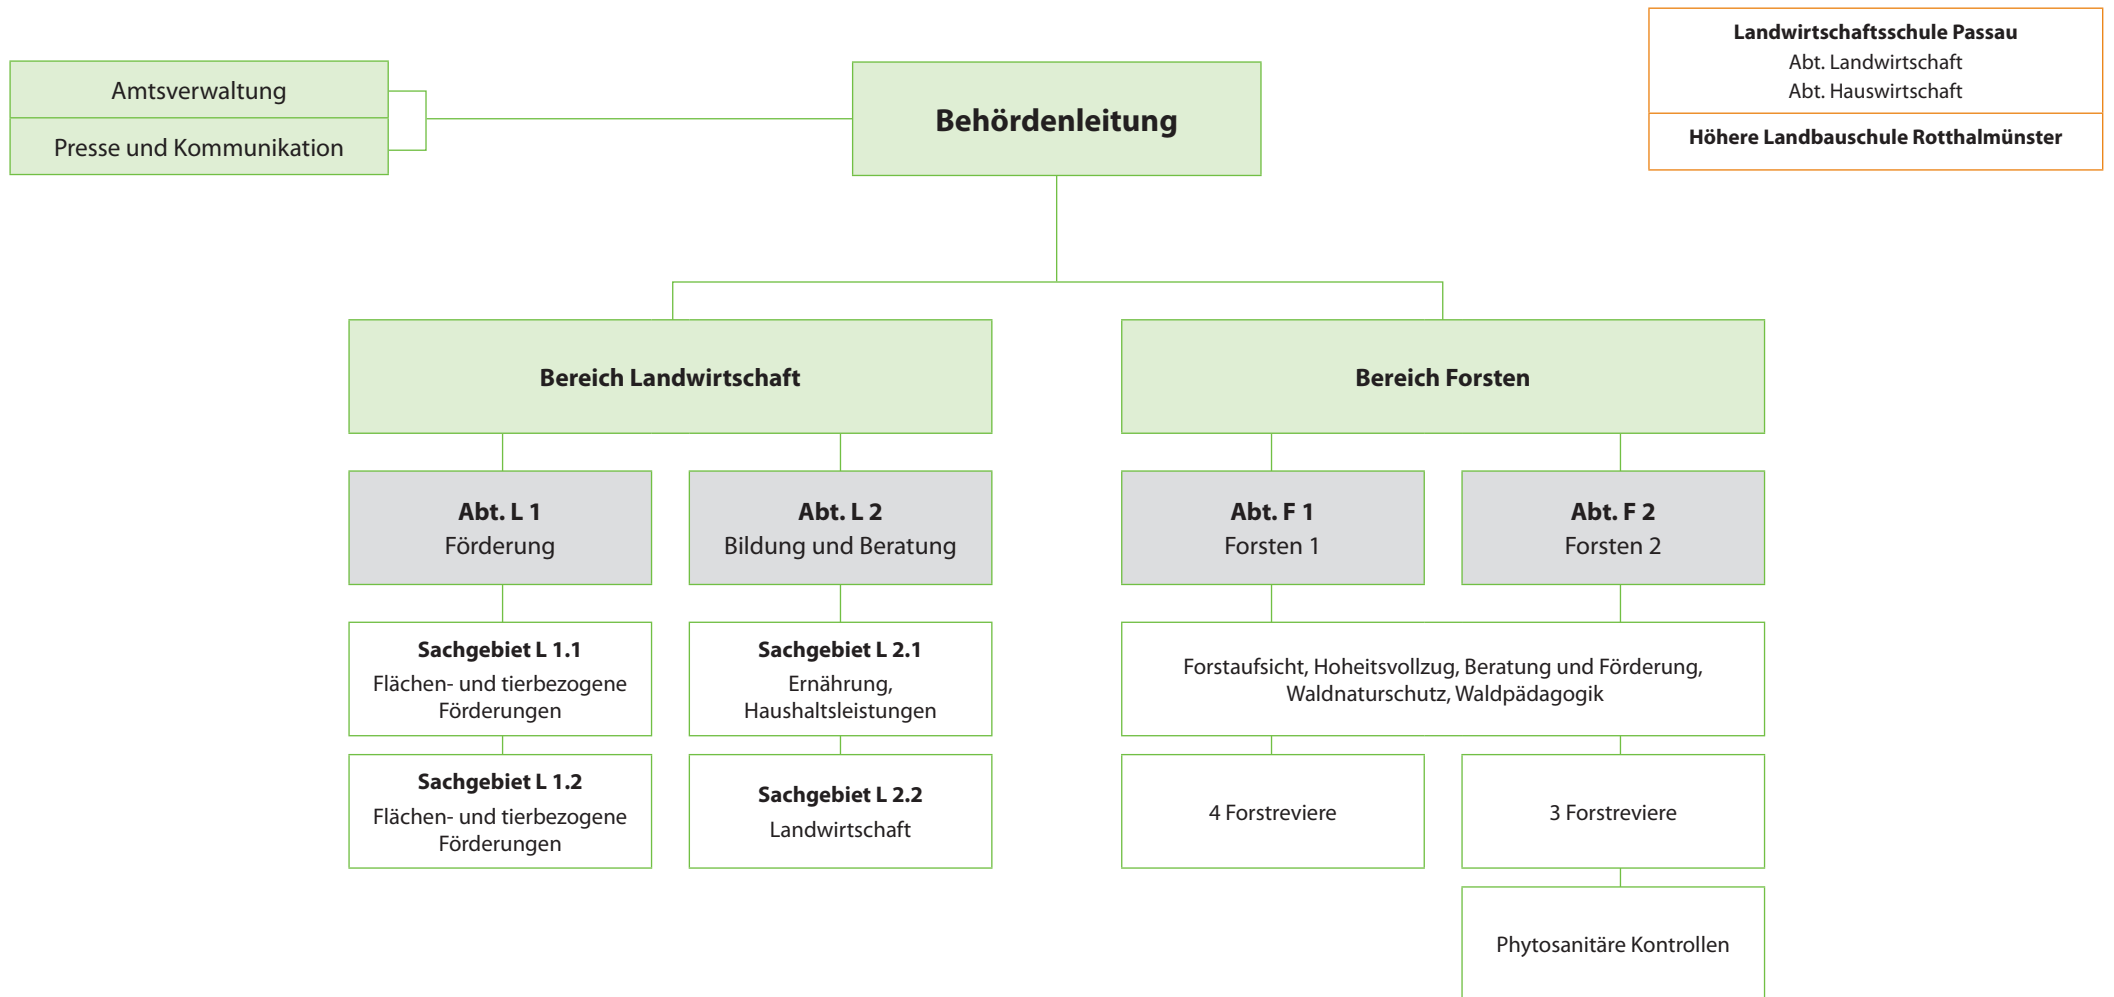 Amtsverwaltung
Presse und Kommunikation
Behördenleitung
Landwirtschaftsschule Passau
Abt. Landwirtschaft
Abt. Hauswirtschaft
Höhere Landbauschule Rotthalmünster
Bereich Landwirtschaft
Bereich Forsten
Abt. L 1
Förderung
Abt. L 2
Bildung und Beratung
Abt. F 1
Forsten 1
Abt. F 2
Forsten 2
Sachgebiet L 1.1
Flächen- und tierbezogene
Förderungen
Sachgebiet L 2.1
Ernährung,
Haushaltsleistungen
Forstaufsicht, Hoheitsvollzug, Beratung und Förderung,
Waldnaturschutz, Waldpädagogik
Sachgebiet L 1.2
Flächen- und tierbezogene
Förderungen
Sachgebiet L 2.2
Landwirtschaft
4 Forstreviere
3 Forstreviere
Phytosanitäre Kontrollen